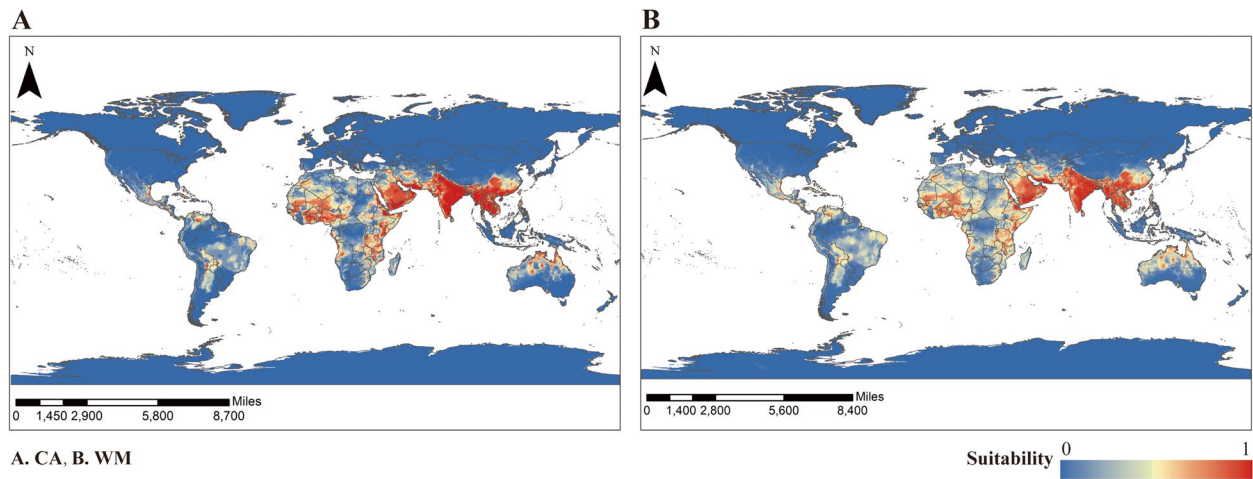 A
B
N
N
Miles
0 1,450 2,900 5,800 8,700
Miles
0 1,400 2,800 5,600 8,400
A. CA, B. WM
Suitability
0 1